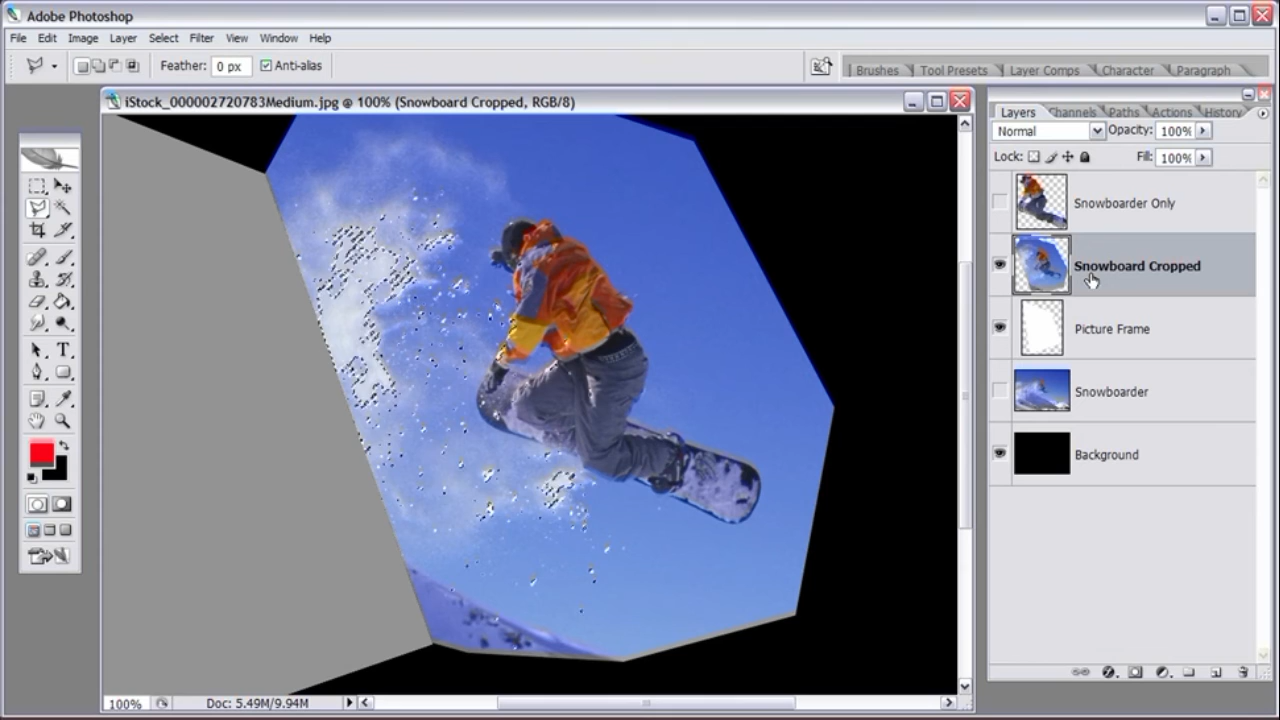 Adobe Photoshop
File Edit Image Layer Select Filter View Window Help
Feather: 0 px Anti-alias
Brushes Tool Presets Layer Comps Character Paragraph
iStock_000002720783Medium.jpg @ 100% (Snowboard Cropped, RGB/8)
Layers Channels Paths Actions History
Normal Opacity: 100%
Lock: Fill: 100%
Snowboarder Only
Snowboard Cropped
Picture Frame
Snowboarder
Background
T
100% Doc: 5.49M/9.94M